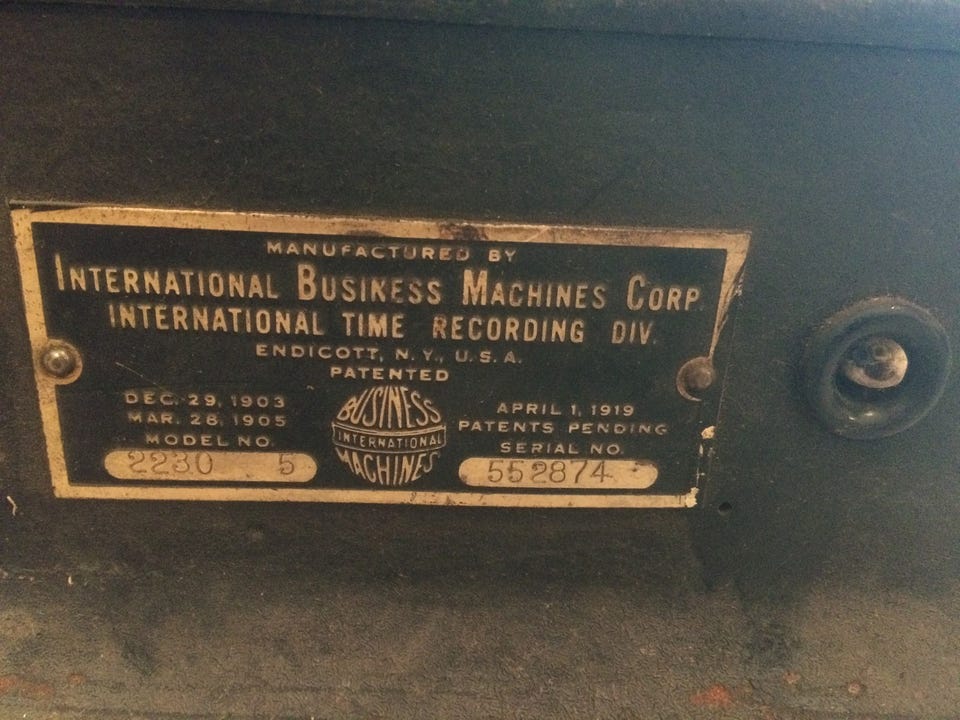 MANUFACTURED BY
INTERNATIONAL BUSINESS MACHINES CORP.
INTERNATIONAL TIME RECORDING DIV.
ENDICOTT, N.Y., U.S.A.
PATENTED
DEC. 29, 1903
MAR. 28, 1905
MODEL NO.
2230 5
BUSINESS
INTERNATIONAL
MACHINES
APRIL 1, 1919
PATENTS PENDING
SERIAL NO.
552874